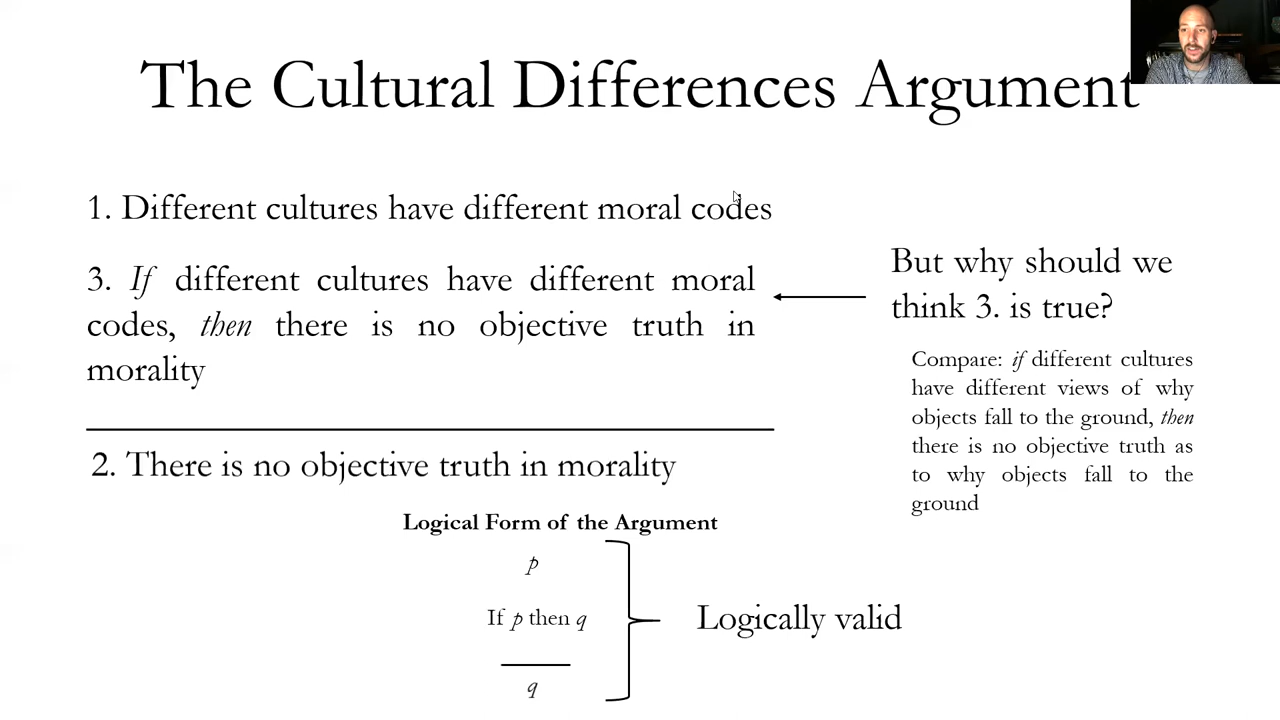 The Cultural Differences Argument
1. Different cultures have different moral codes
3. If different cultures have different moral
codes, then there is no objective truth in
morality
But why should we
think 3. is true?
Compare: if different cultures
have different views of why
objects fall to the ground, then
there is no objective truth as
to why objects fall to the
ground
2. There is no objective truth in morality
Logical Form of the Argument
p
If p then q
q
Logically valid